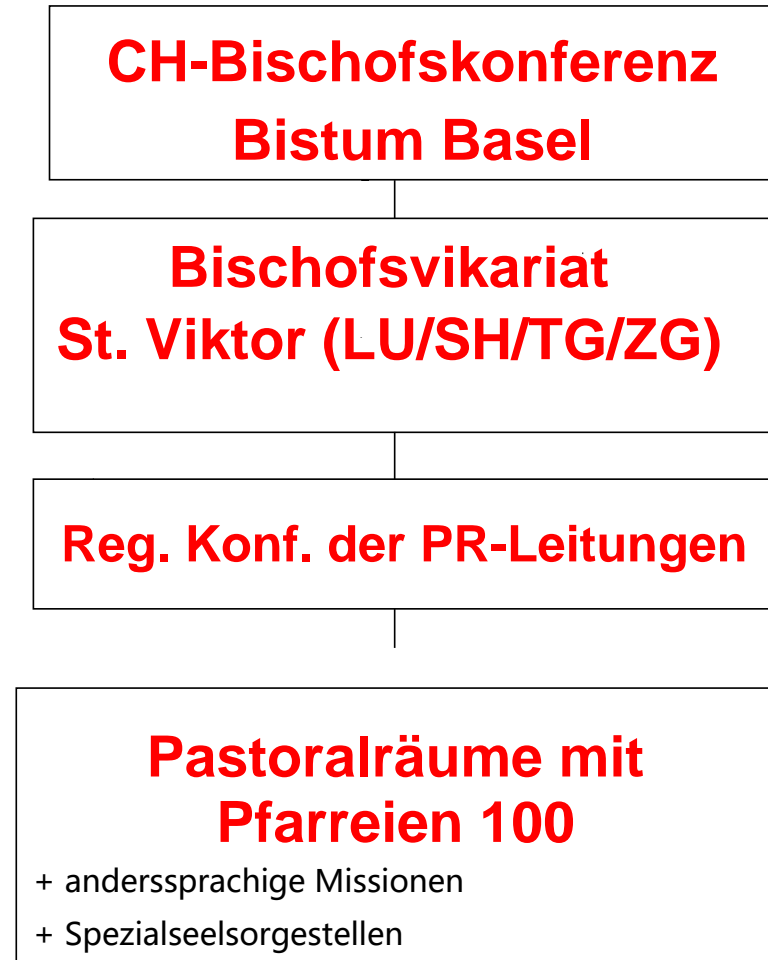 CH-Bischofskonferenz
Bistum Basel
Bischofsvikariat
St. Viktor (LU/SH/TG/ZG)
Reg. Konf. der PR-Leitungen
Pastoralräume mit
Pfarreien 100
+ anderssprachige Missionen
+ Spezialseelsorgestellen